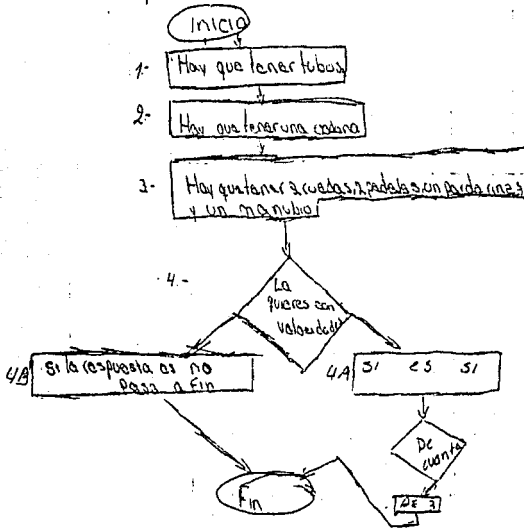 Inicio
1.- Hay que tener tubos
2.- Hay que tener una cadena
3.- Hay que tener 2 ruedas, 2 pedales, un par de
y un manubrio
4.-
La
quieres con
velocidades
4B si la respuesta es no
Pasa a Fin
4A si es si
De
cuanta
Fin